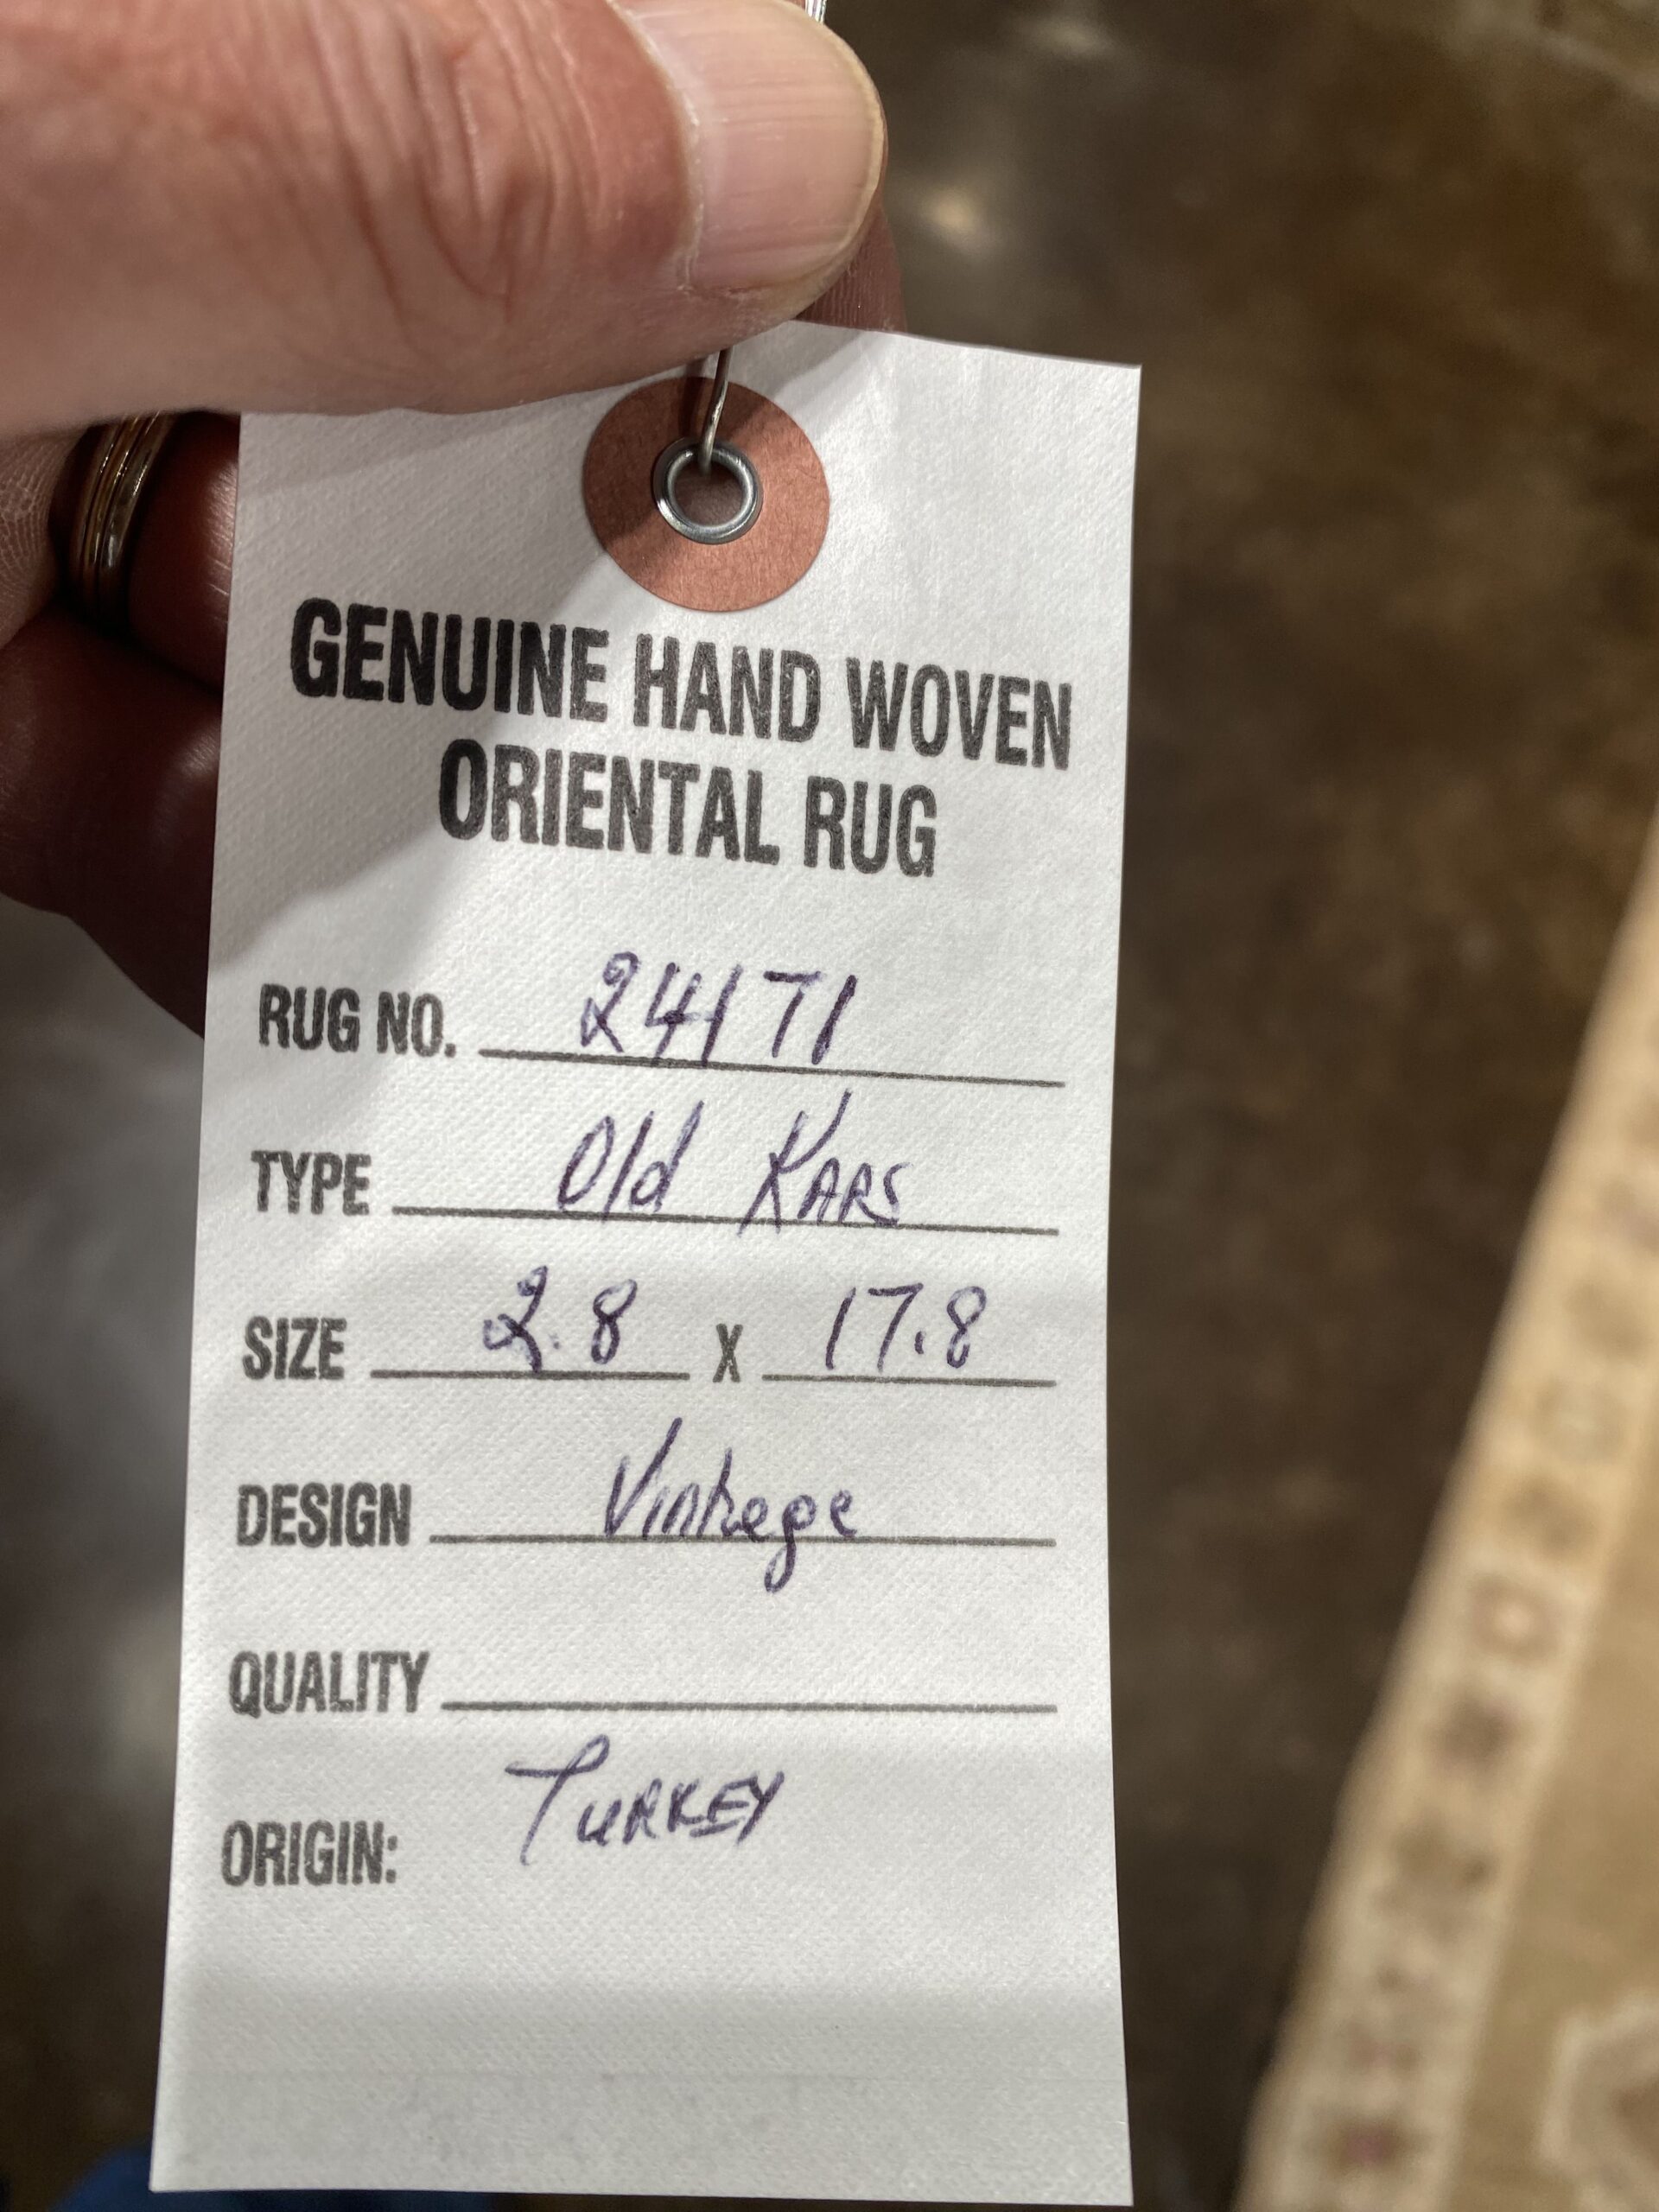 GENUINE HAND WOVEN
ORIENTAL RUG
RUG NO. 24171
TYPE Old KARS
SIZE 2.8 X 17.8
DESIGN Vintage
QUALITY
ORIGIN: TURKEY